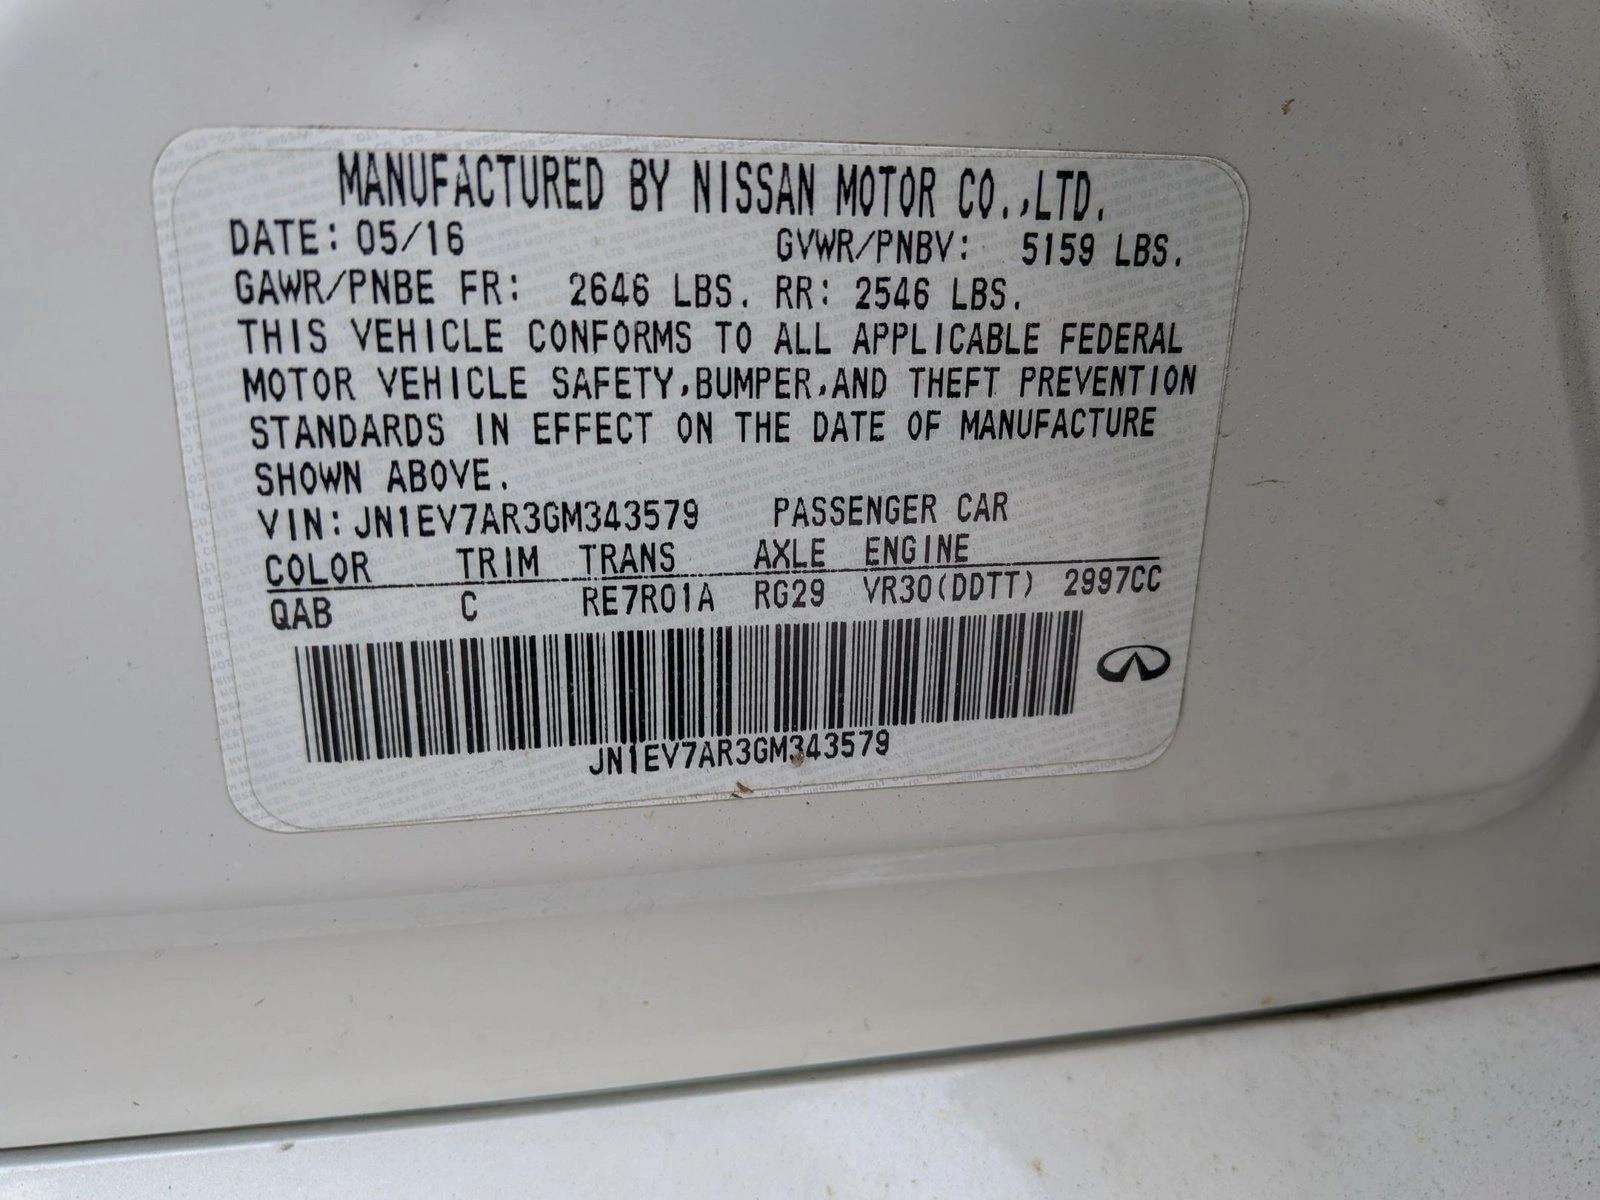 MANUFACTURED BY NISSAN MOTOR CO.,LTD.
DATE: 05/16 GVWR/PNBV: 5159 LBS.
GAWR/PNBE FR: 2646 LBS. RR: 2546 LBS.
THIS VEHICLE CONFORMS TO ALL APPLICABLE FEDERAL
MOTOR VEHICLE SAFETY,BUMPER,AND THEFT PREVENTION
STANDARDS IN EFFECT ON THE DATE OF MANUFACTURE
SHOWN ABOVE.
VIN:JN1EV7AR3GM343579 PASSENGER CAR
COLOR TRIM TRANS AXLE ENGINE
QAB C RE7R01A RG29 VR30(DDTT) 2997CC
JN1EV7AR3GM343579